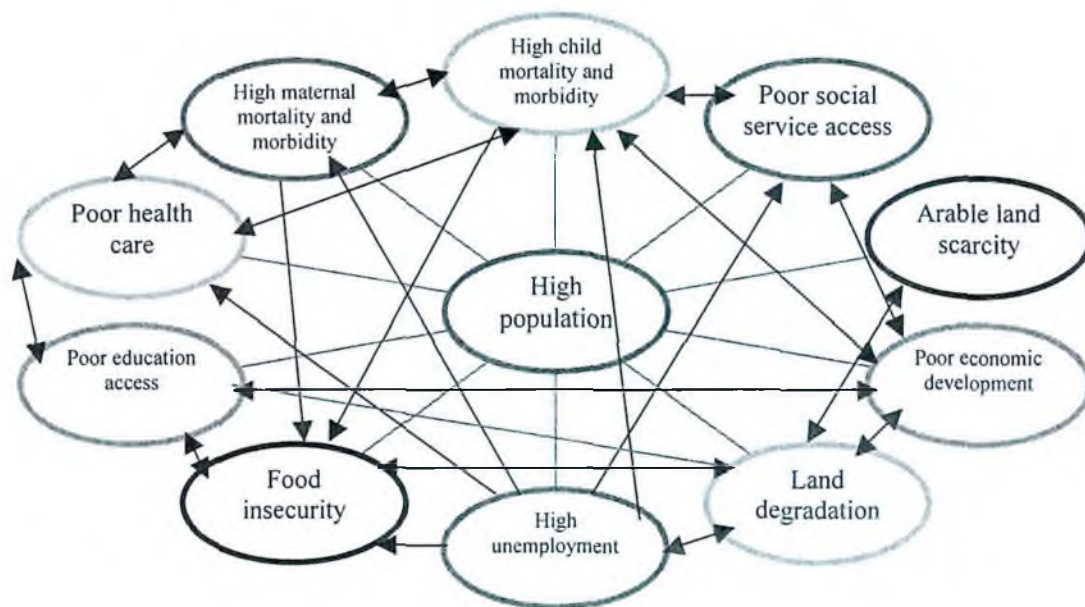 High child
mortality and
morbidity
High maternal
mortality and
morbidity
Poor social
service access
Poor health
care
Arable land
scarcity
High
population
Poor education
access
Poor economic
development
Food
insecurity
High
unemployment
Land
degradation